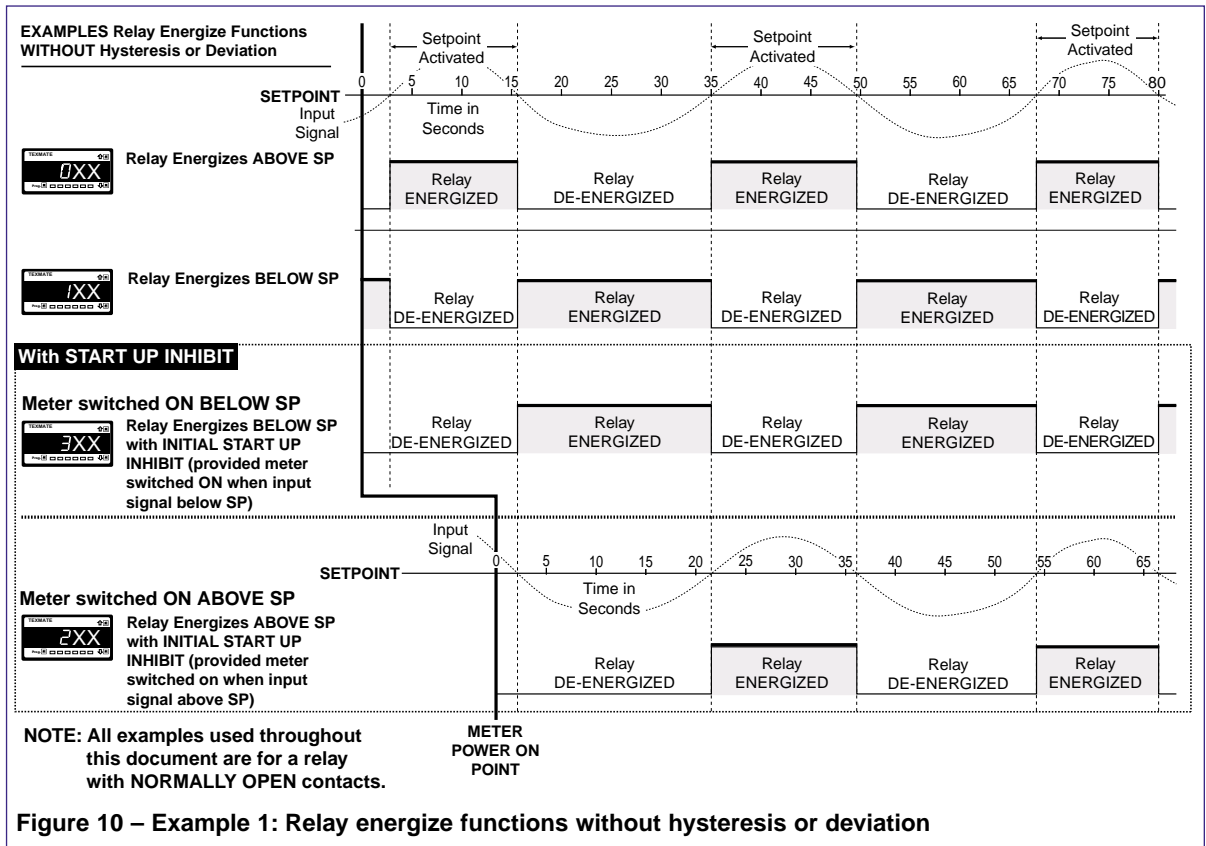 EXAMPLES Relay Energize Functions
WITHOUT Hysteresis or Deviation
Setpoint
Activated
Setpoint
Activated
Setpoint
Activated
0 5 10 15 20 25 30 35 40 45 50 55 60 65 70 75 80
SETPOINT
Input
Signal
Time in
Seconds
TEXMATE
0XX
Prog.
Relay Energizes ABOVE SP
Relay
ENERGIZED
Relay
DE-ENERGIZED
Relay
ENERGIZED
Relay
DE-ENERGIZED
Relay
ENERGIZED
TEXMATE
1XX
Prog.
Relay Energizes BELOW SP
Relay
DE-ENERGIZED
Relay
ENERGIZED
Relay
DE-ENERGIZED
Relay
ENERGIZED
Relay
DE-ENERGIZED
With START UP INHIBIT
Meter switched ON BELOW SP
TEXMATE
3XX
Prog.
Relay Energizes BELOW SP
with INITIAL START UP
INHIBIT (provided meter
switched ON when input
signal below SP)
Relay
DE-ENERGIZED
Relay
ENERGIZED
Relay
DE-ENERGIZED
Relay
ENERGIZED
Relay
DE-ENERGIZED
Input
Signal
0 5 10 15 20 25 30 35 40 45 50 55 60 65
SETPOINT
Time in
Seconds
Meter switched ON ABOVE SP
TEXMATE
2XX
Prog.
Relay Energizes ABOVE SP
with INITIAL START UP
INHIBIT (provided meter
switched on when input
signal above SP)
Relay
DE-ENERGIZED
Relay
ENERGIZED
Relay
DE-ENERGIZED
Relay
ENERGIZED
NOTE: All examples used throughout
this document are for a relay
with NORMALLY OPEN contacts.
METER
POWER ON
POINT
Figure 10 – Example 1: Relay energize functions without hysteresis or deviation